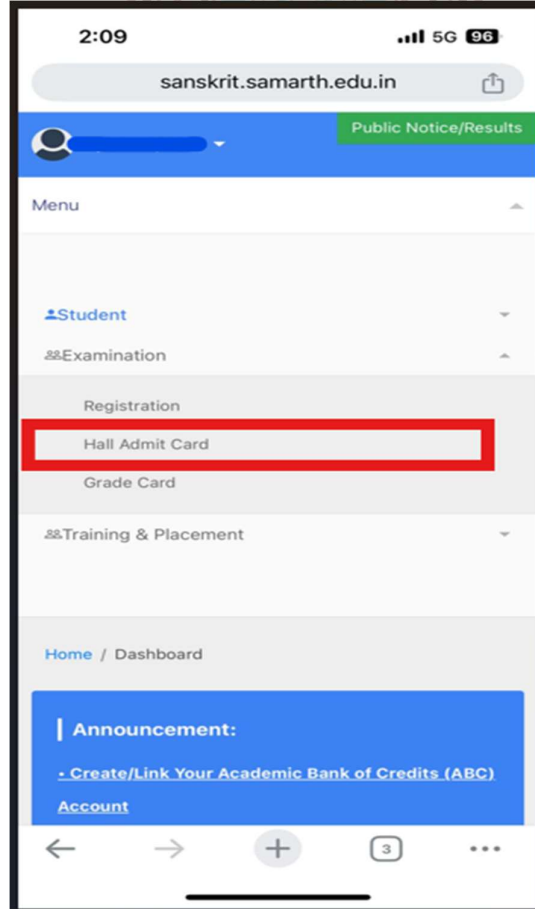 2:09 5G 96
sanskrit.samarth.edu.in
Public Notice/Results
Menu
Student
Examination
Registration
Hall Admit Card
Grade Card
Training & Placement
Home / Dashboard
Announcement:
• Create/Link Your Academic Bank of Credits (ABC)
Account
3